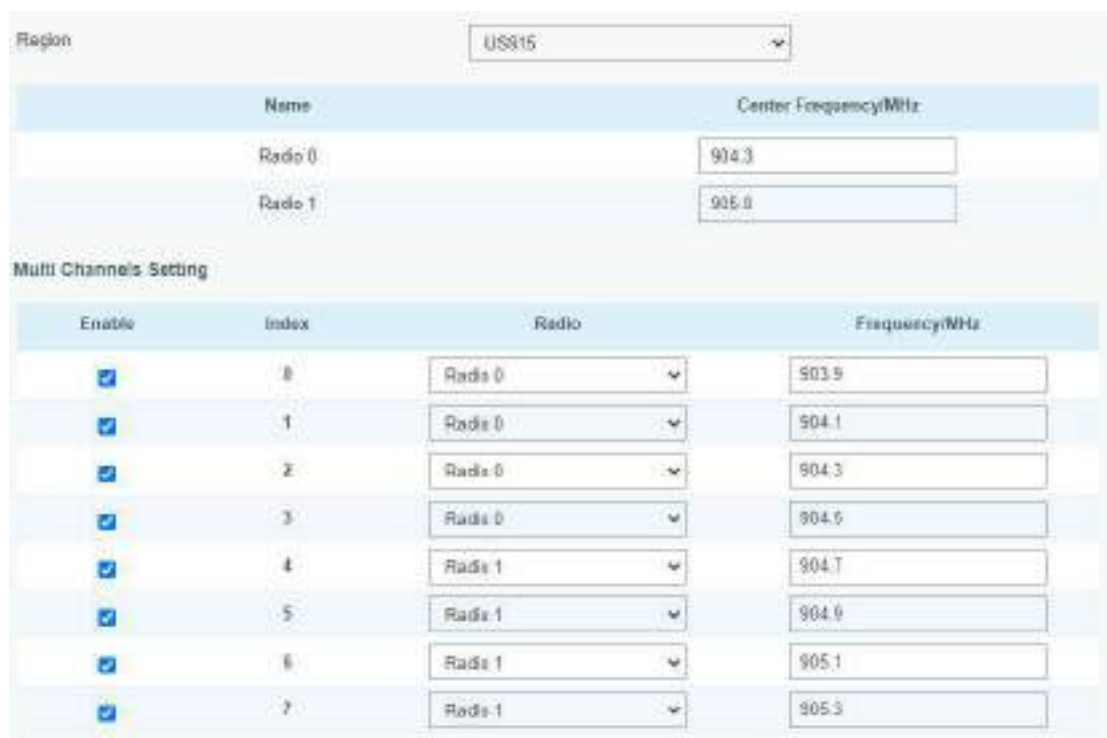 Region US915
Name Center Frequency/MHz
Radio 0 904.3
Radio 1 905.0
Multi Channels Setting
Enable Index Radio Frequency/MHz
0 Radio 0 903.9
1 Radio 0 904.1
2 Radio 0 904.3
3 Radio 0 904.5
4 Radio 1 904.7
5 Radio 1 904.9
6 Radio 1 905.1
7 Radio 1 905.3